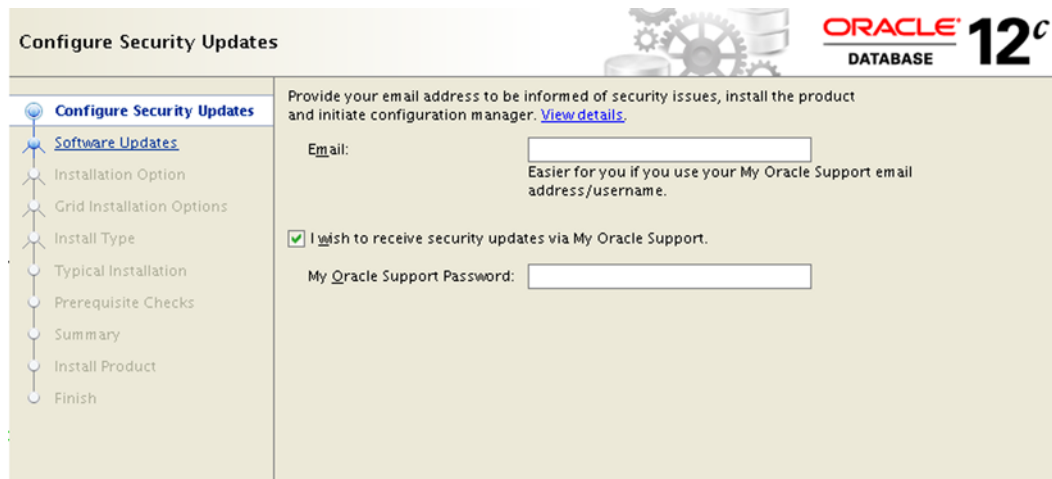 Configure Security Updates
ORACLE
DATABASE
12c
Configure Security Updates
Software Updates
Installation Option
Grid Installation Options
Install Type
Typical Installation
Prerequisite Checks
Summary
Install Product
Finish
Provide your email address to be informed of security issues, install the product
and initiate configuration manager. View details.
Email:
Easier for you if you use your My Oracle Support email
address/username.
I wish to receive security updates via My Oracle Support.
My Oracle Support Password: